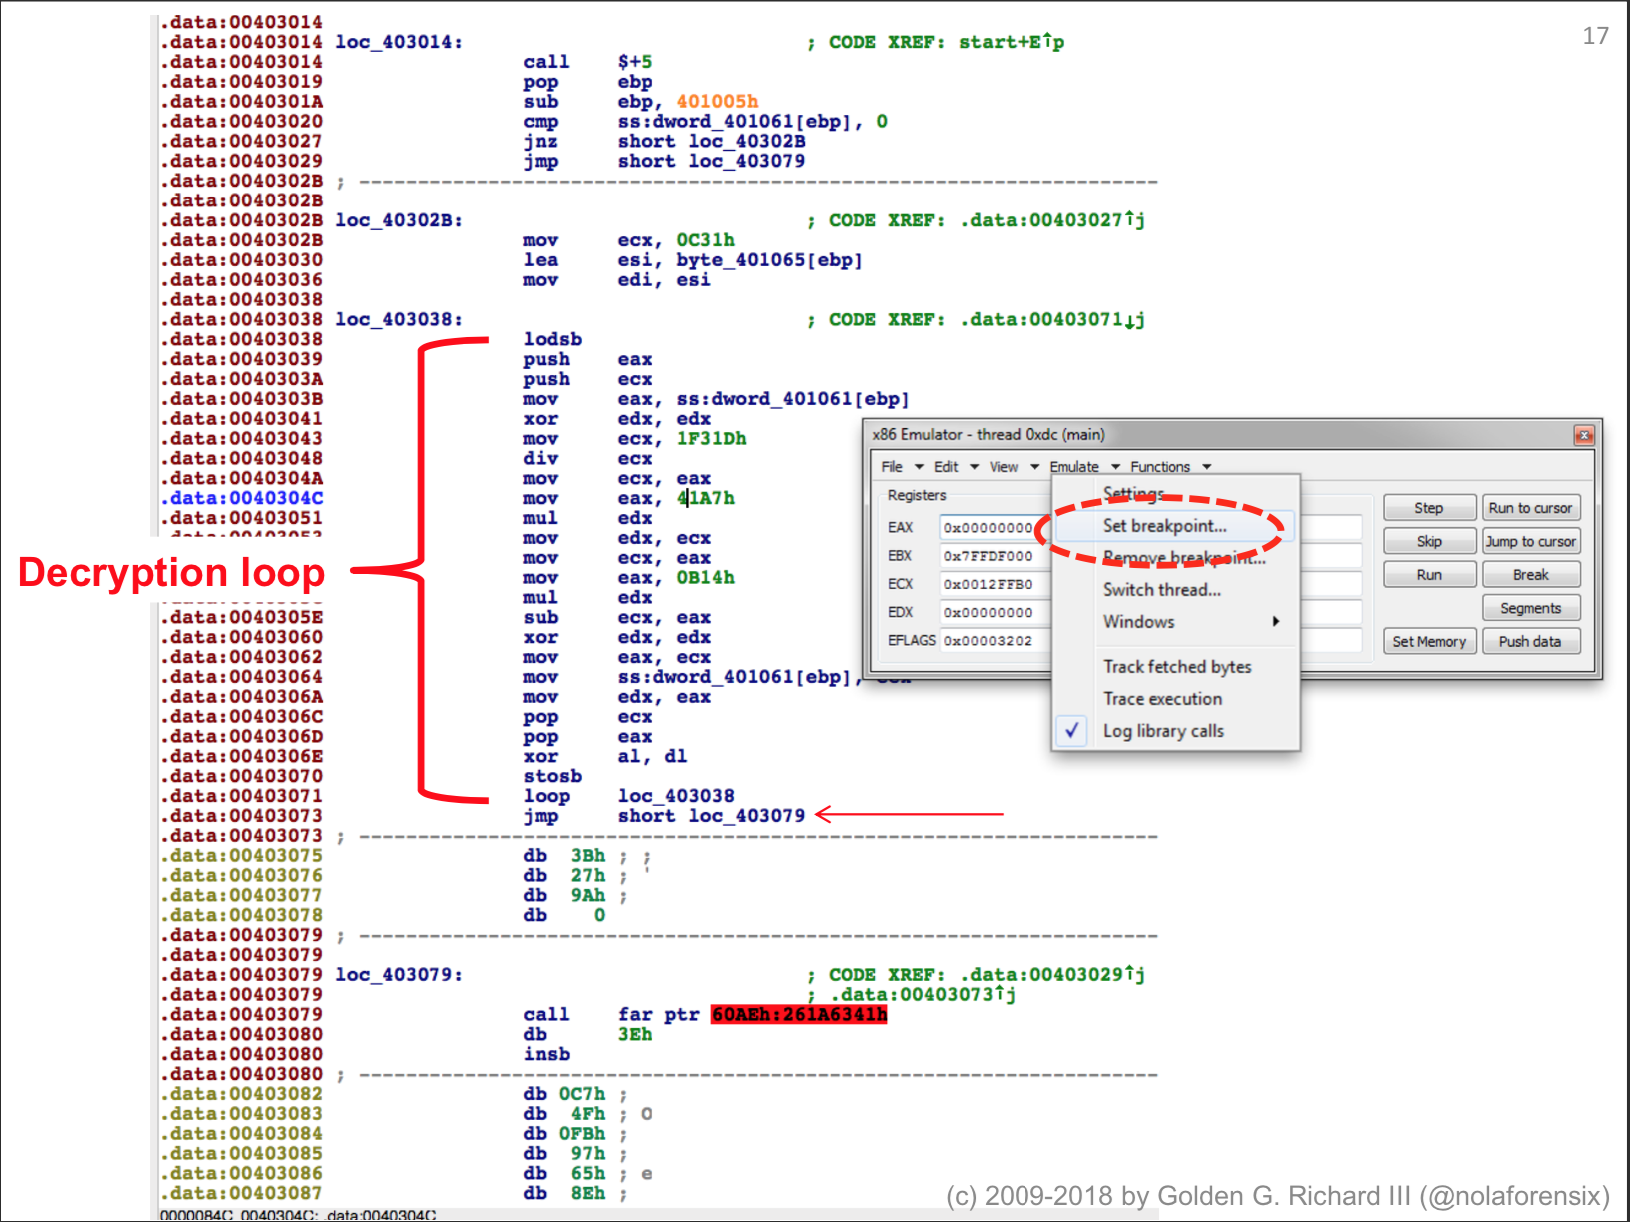 17
.data:00403014
.data:00403014 loc_403014: ; CODE XREF: start+E↑p
.data:00403014 call $+5
.data:00403019 pop ebp
.data:0040301A sub ebp, 401005h
.data:00403020 cmp ss:dword_401061[ebp], 0
.data:00403027 jnz short loc_40302B
.data:00403029 jmp short loc_403079
.data:0040302B ; ---------------------------------------------------------------------------
.data:0040302B
.data:0040302B loc_40302B: ; CODE XREF: .data:00403027↑j
.data:0040302B mov ecx, 0C31h
.data:00403030 lea esi, byte_401065[ebp]
.data:00403036 mov edi, esi
.data:00403038
.data:00403038 loc_403038: ; CODE XREF: .data:00403071↓j
.data:00403038 lodsb
.data:00403039 push eax
.data:0040303A push ecx
.data:0040303B mov eax, ss:dword_401061[ebp]
.data:00403041 xor edx, edx
.data:00403043 mov ecx, 1F31Dh
.data:00403048 div ecx
.data:0040304A mov ecx, eax
.data:0040304C mov eax, 41A7h
.data:00403051 mul edx
mov edx, ecx
mov ecx, eax
mov eax, 0B14h
mul edx
.data:0040305E sub ecx, eax
.data:00403060 xor edx, edx
.data:00403062 mov eax, ecx
.data:00403064 mov ss:dword_401061[ebp],
.data:0040306A mov edx, eax
.data:0040306C pop ecx
.data:0040306D pop eax
.data:0040306E xor al, dl
.data:00403070 stosb
.data:00403071 loop loc_403038
.data:00403073 jmp short loc_403079
.data:00403073 ; ---------------------------------------------------------------------------
.data:00403075 db 3Bh ; ;
.data:00403076 db 27h ; '
.data:00403077 db 9Ah ;
.data:00403078 db 0
.data:00403079 ; ---------------------------------------------------------------------------
.data:00403079
.data:00403079 loc_403079: ; CODE XREF: .data:00403029↑j
.data:00403079 ; .data:00403073↑j
.data:00403079 call far ptr 60AEh:261A6341h
.data:00403080 db 3Eh
.data:00403080 insb
.data:00403080 ; ---------------------------------------------------------------------------
.data:00403082 db 0C7h ;
.data:00403083 db 4Fh ; O
.data:00403084 db 0FBh ;
.data:00403085 db 97h ;
.data:00403086 db 65h ; e
.data:00403087 db 8Eh ;
0000084C 0040304C: .data:0040304C
Decryption loop
x86 Emulator - thread 0xdc (main)
File Edit View Emulate Functions
Registers
EAX 0x00000000
EBX 0x7FFDF000
ECX 0x0012FFB0
EDX 0x00000000
EFLAGS 0x00003202
Settings
Set breakpoint...
Remove breakpoint...
Switch thread...
Windows
Track fetched bytes
Trace execution
Log library calls
Step Run to cursor
Skip Jump to cursor
Run Break
Segments
Set Memory Push data
(c) 2009-2018 by Golden G. Richard III (@nolaforensix)